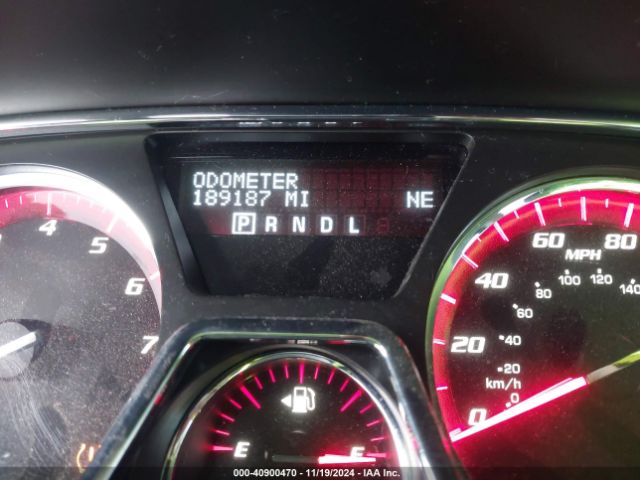 ODOMETER
189187 MI NE
P R N D L
4 5 6 7
E F
0 20 40 60 80
MPH
0 20 40 60 80 100 120 140
km/h
000-40900470 - 11/19/2024 - IAA Inc.